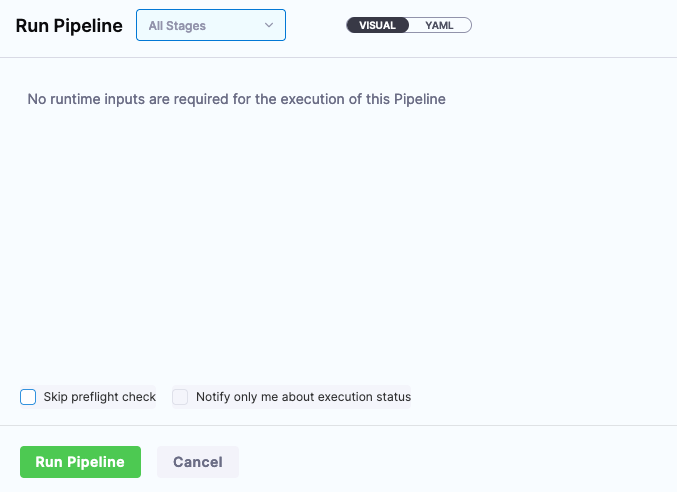 Run Pipeline
All Stages
VISUAL
YAML
No runtime inputs are required for the execution of this Pipeline
Skip preflight check
Notify only me about execution status
Run Pipeline
Cancel